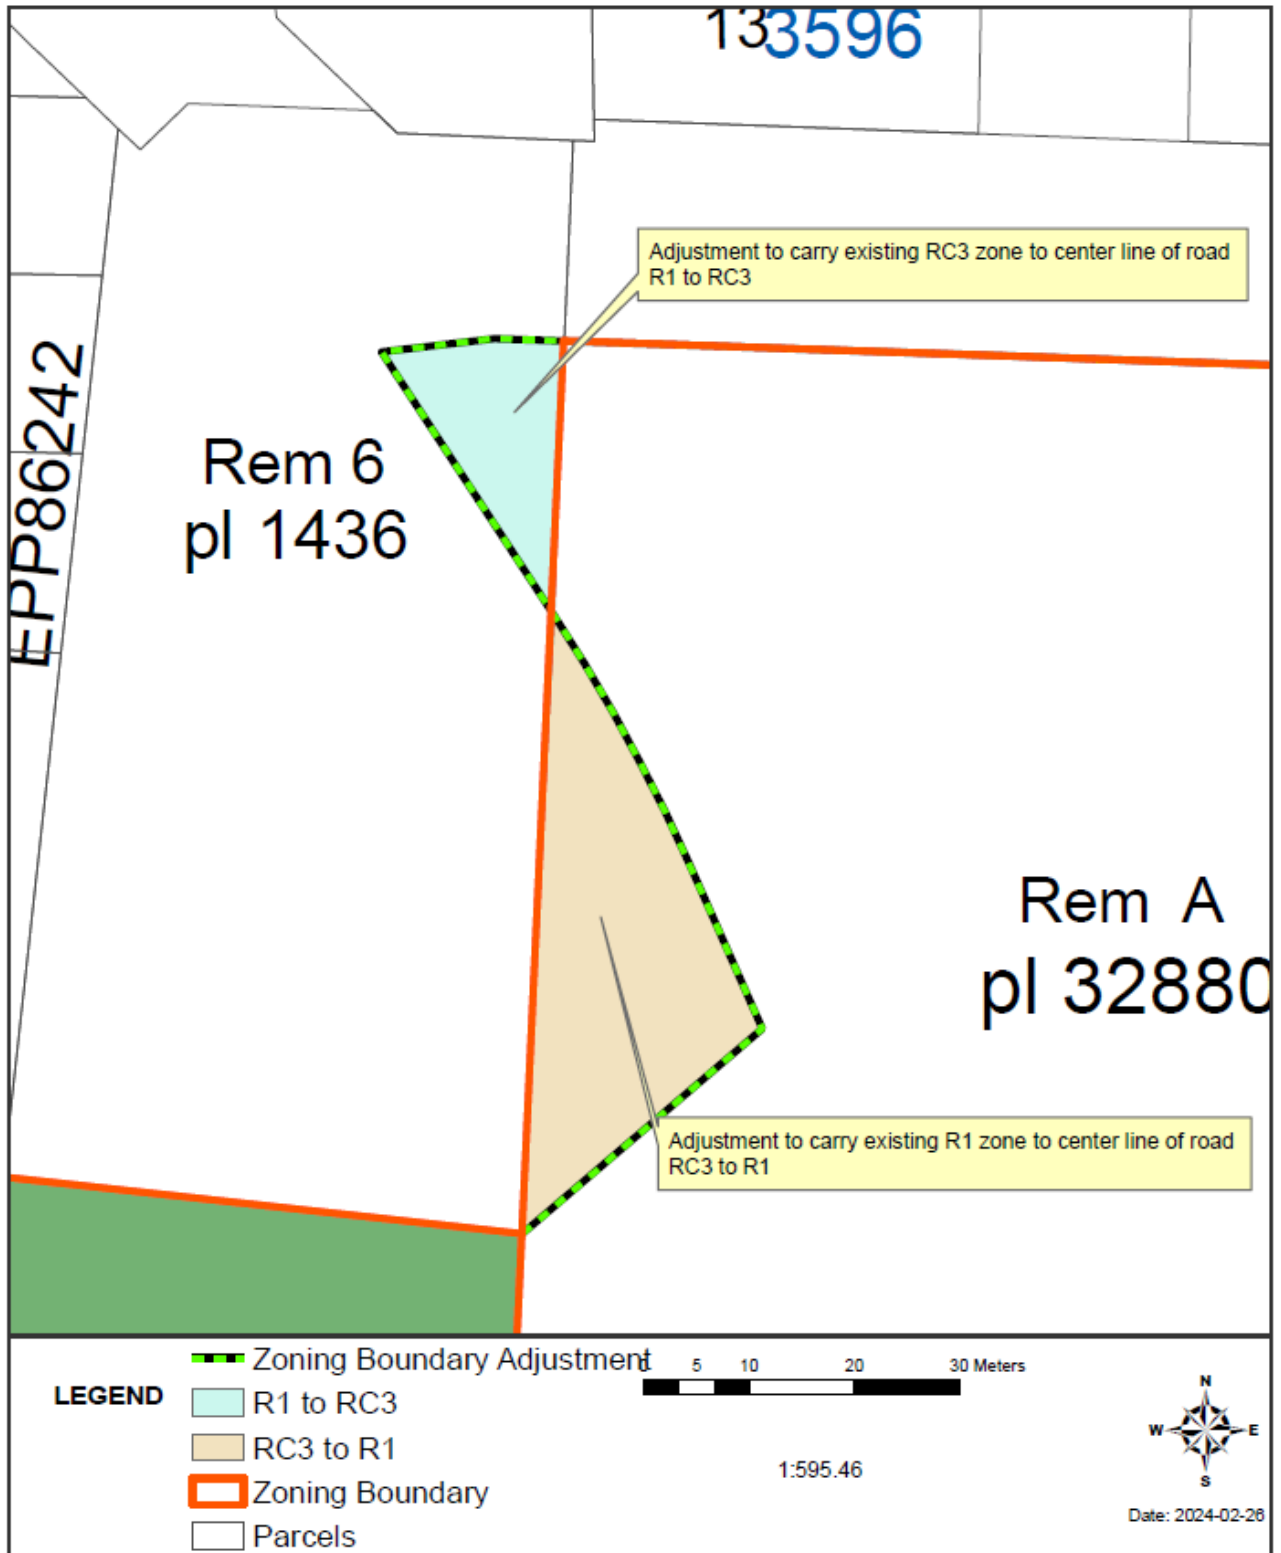 13
3596
Adjustment to carry existing RC3 zone to center line of road
R1 to RC3
EPP86242
Rem 6
pl 1436
Rem A
pl 32880
Adjustment to carry existing R1 zone to center line of road
RC3 to R1
LEGEND
Zoning Boundary Adjustment
R1 to RC3
RC3 to R1
Zoning Boundary
Parcels
5 10 20 30 Meters
1:595.46
N
W E
S
Date: 2024-02-26